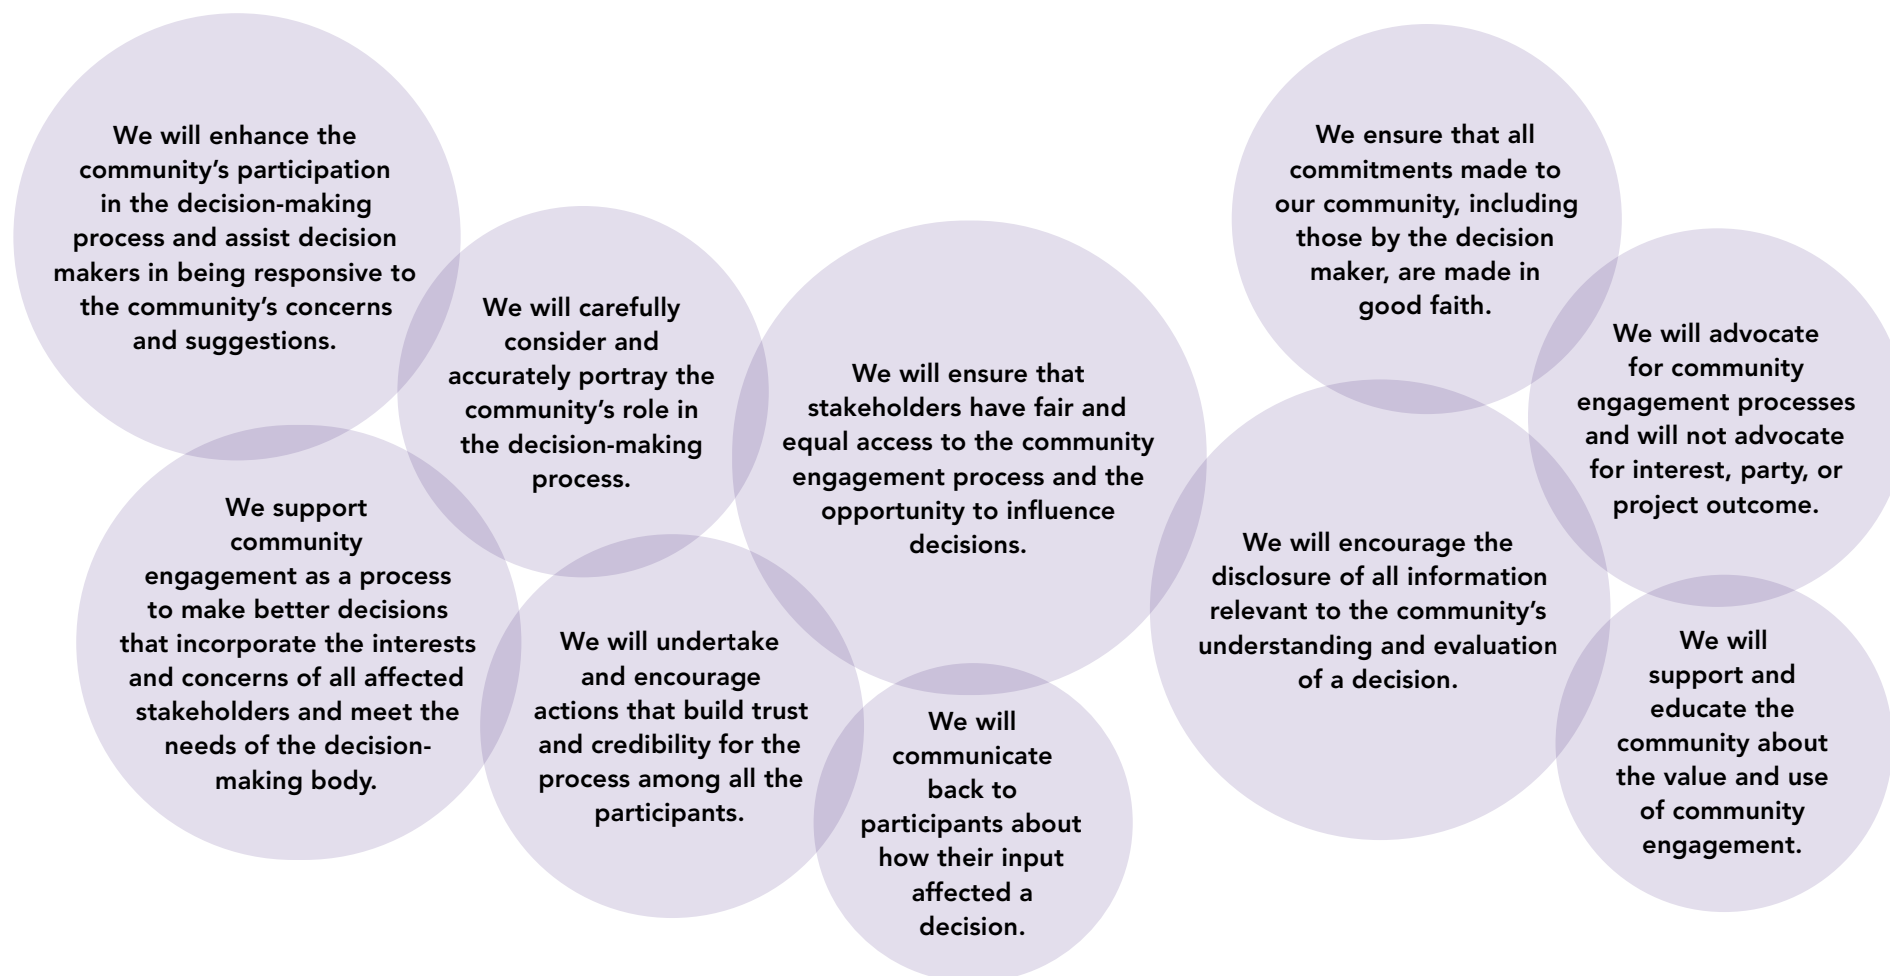 We will enhance the
community’s participation
in the decision-making
process and assist decision
makers in being responsive to
the community’s concerns
and suggestions.
We support
community
engagement as a process
to make better decisions
that incorporate the interests
and concerns of all affected
stakeholders and meet the
needs of the decision-
making body.
We will carefully
consider and
accurately portray the
community’s role in
the decision-making
process.
We will undertake
and encourage
actions that build trust
and credibility for the
process among all the
participants.
We will ensure that
stakeholders have fair and
equal access to the community
engagement process and the
opportunity to influence
decisions.
We will
communicate
back to
participants about
how their input
affected a
decision.
We ensure that all
commitments made to
our community, including
those by the decision
maker, are made in
good faith.
We will encourage the
disclosure of all information
relevant to the community’s
understanding and evaluation
of a decision.
We will advocate
for community
engagement processes
and will not advocate
for interest, party, or
project outcome.
We will
support and
educate the
community about
the value and use
of community
engagement.